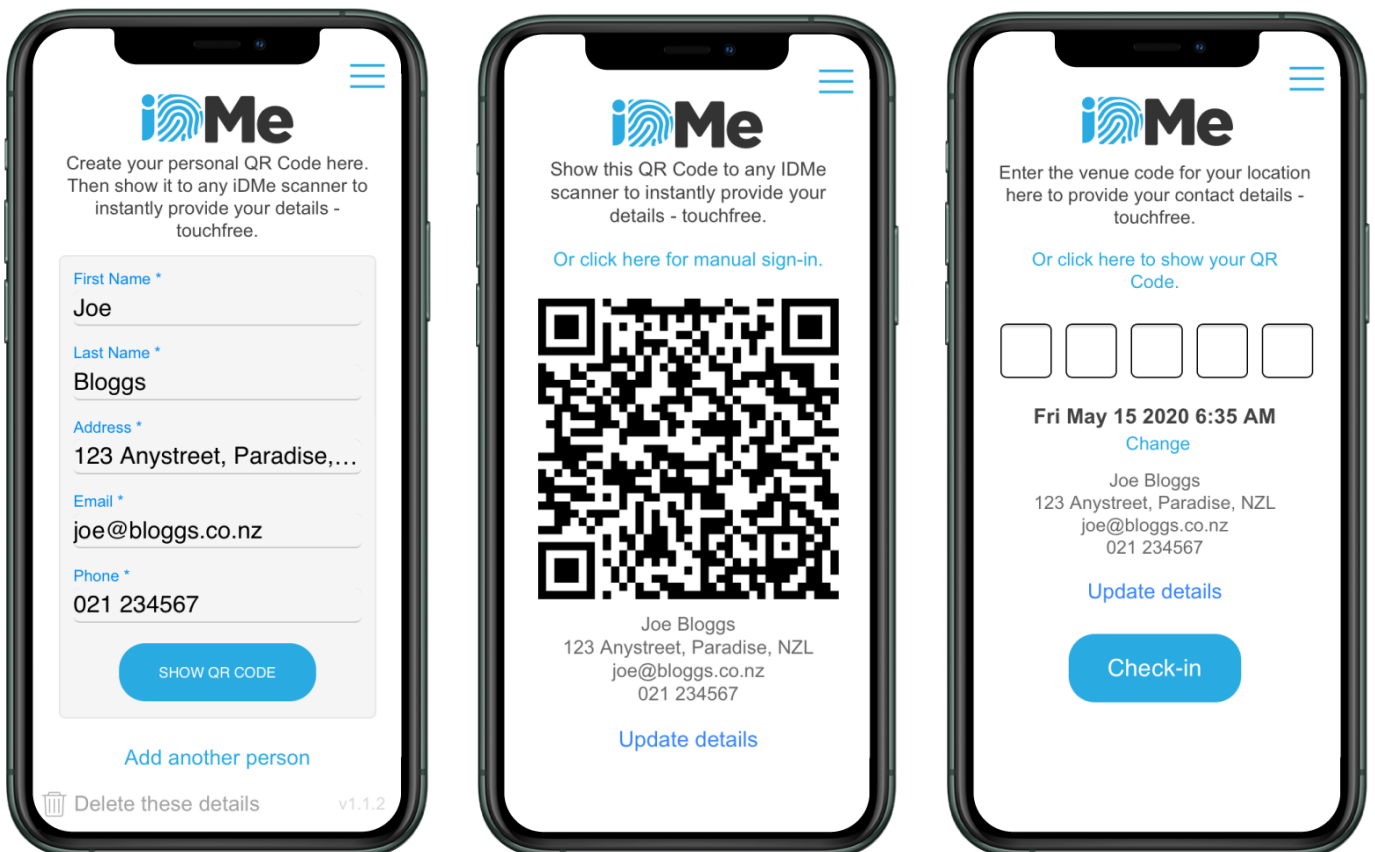 iDMe
Create your personal QR Code here.
Then show it to any iDMe scanner to
instantly provide your details -
touchfree.
First Name *
Joe
Last Name *
Bloggs
Address *
123 Anystreet, Paradise,...
Email *
joe@bloggs.co.nz
Phone *
021 234567
SHOW QR CODE
Add another person
Delete these details
v1.1.2
iDMe
Show this QR Code to any IDMe
scanner to instantly provide your
details - touchfree.
Or click here for manual sign-in.
Joe Bloggs
123 Anystreet, Paradise, NZL
joe@bloggs.co.nz
021 234567
Update details
iDMe
Enter the venue code for your location
here to provide your contact details -
touchfree.
Or click here to show your QR
Code.
Fri May 15 2020 6:35 AM
Change
Joe Bloggs
123 Anystreet, Paradise, NZL
joe@bloggs.co.nz
021 234567
Update details
Check-in